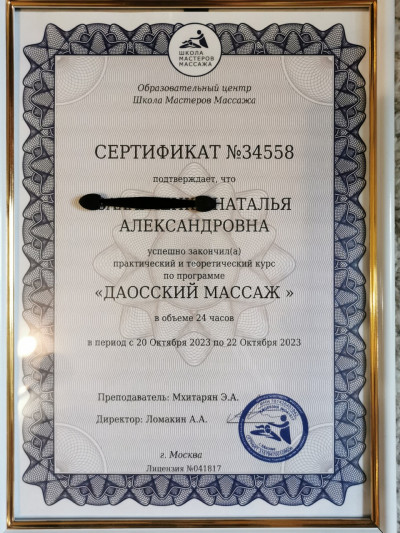 ШКОЛА
МАСТЕРОВ
МАССАЖА
Образовательный центр
Школа Мастеров Массажа
СЕРТИФИКАТ №34558
подтверждает, что
НАТАЛЬЯ
АЛЕКСАНДРОВНА
успешно закончил(а)
практический и теоретический курс
по программе
«ДАОССКИЙ МАССАЖ »
в объеме 24 часов
в период с 20 Октября 2023 по 22 Октября 2023
Преподаватель: Мхитарян Э.А.
Директор: Ломакин А.А.
г. Москва
Лицензия №041817